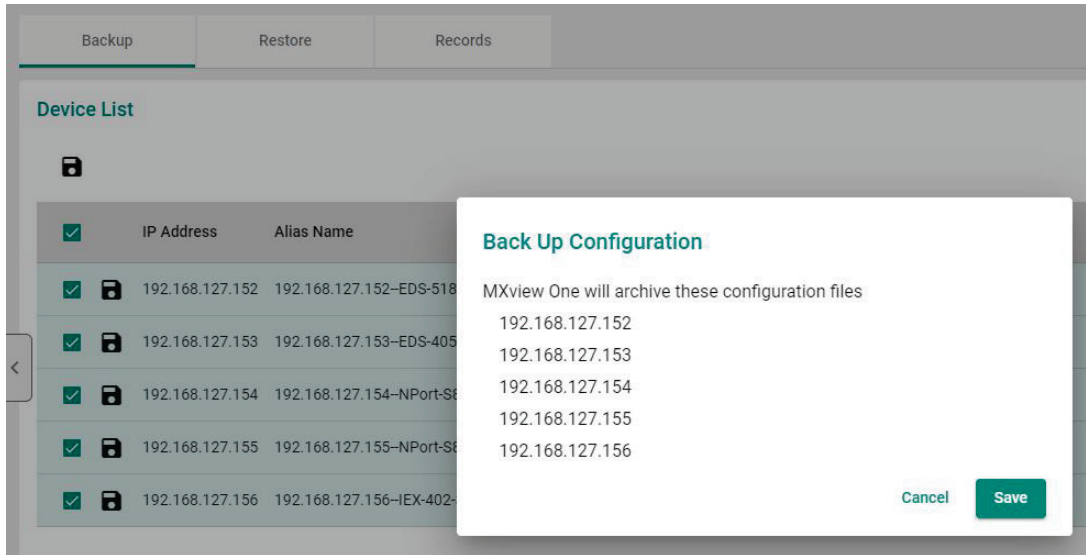 Backup Restore Records
Device List
IP Address Alias Name
192.168.127.152 192.168.127.152--EDS-518
192.168.127.153 192.168.127.153--EDS-405
192.168.127.154 192.168.127.154--NPort-S8
192.168.127.155 192.168.127.155--NPort-S8
192.168.127.156 192.168.127.156--IEX-402-
Back Up Configuration
MXview One will archive these configuration files
192.168.127.152
192.168.127.153
192.168.127.154
192.168.127.155
192.168.127.156
Cancel Save